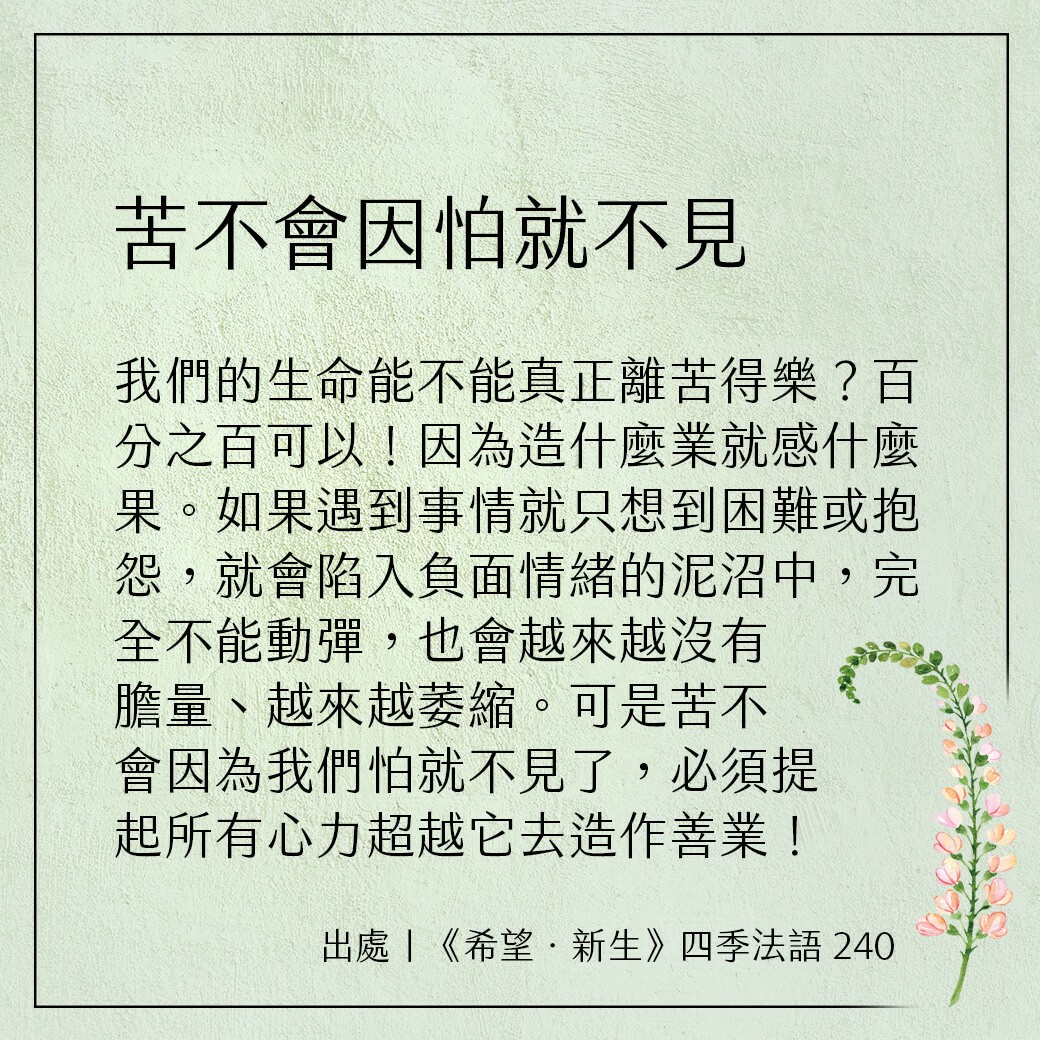 苦不會因怕就不見
我們的生命能不能真正離苦得樂？百
分之百可以！因為造什麼業就感什麼
果。如果遇到事情就只想到困難或抱
怨，就會陷入負面情緒的泥沼中，完
全不能動彈，也會越來越沒有
膽量、越來越萎縮。可是苦不
會因為我們怕就不見了，必須提
起所有心力超越它去造作善業！
出處｜《希望．新生》四季法語 240